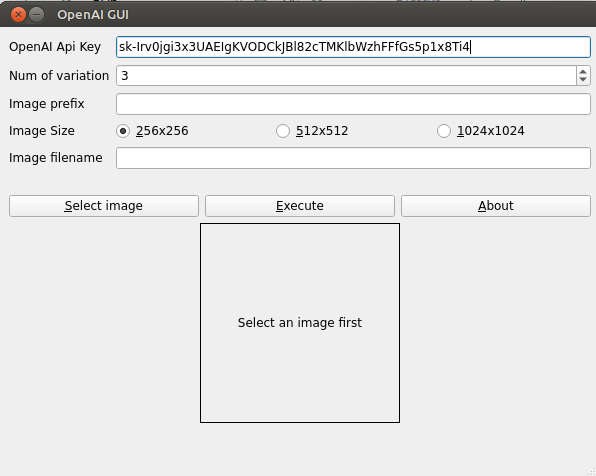 OpenAI GUI
OpenAI Api Key sk-Irv0jgi3x3UAEIgKVODCkJBl82cTMKlbWzhFFfGs5p1x8Ti4
Num of variation 3
Image prefix
Image Size 256x256 512x512 1024x1024
Image filename
Select image Execute About
Select an image first